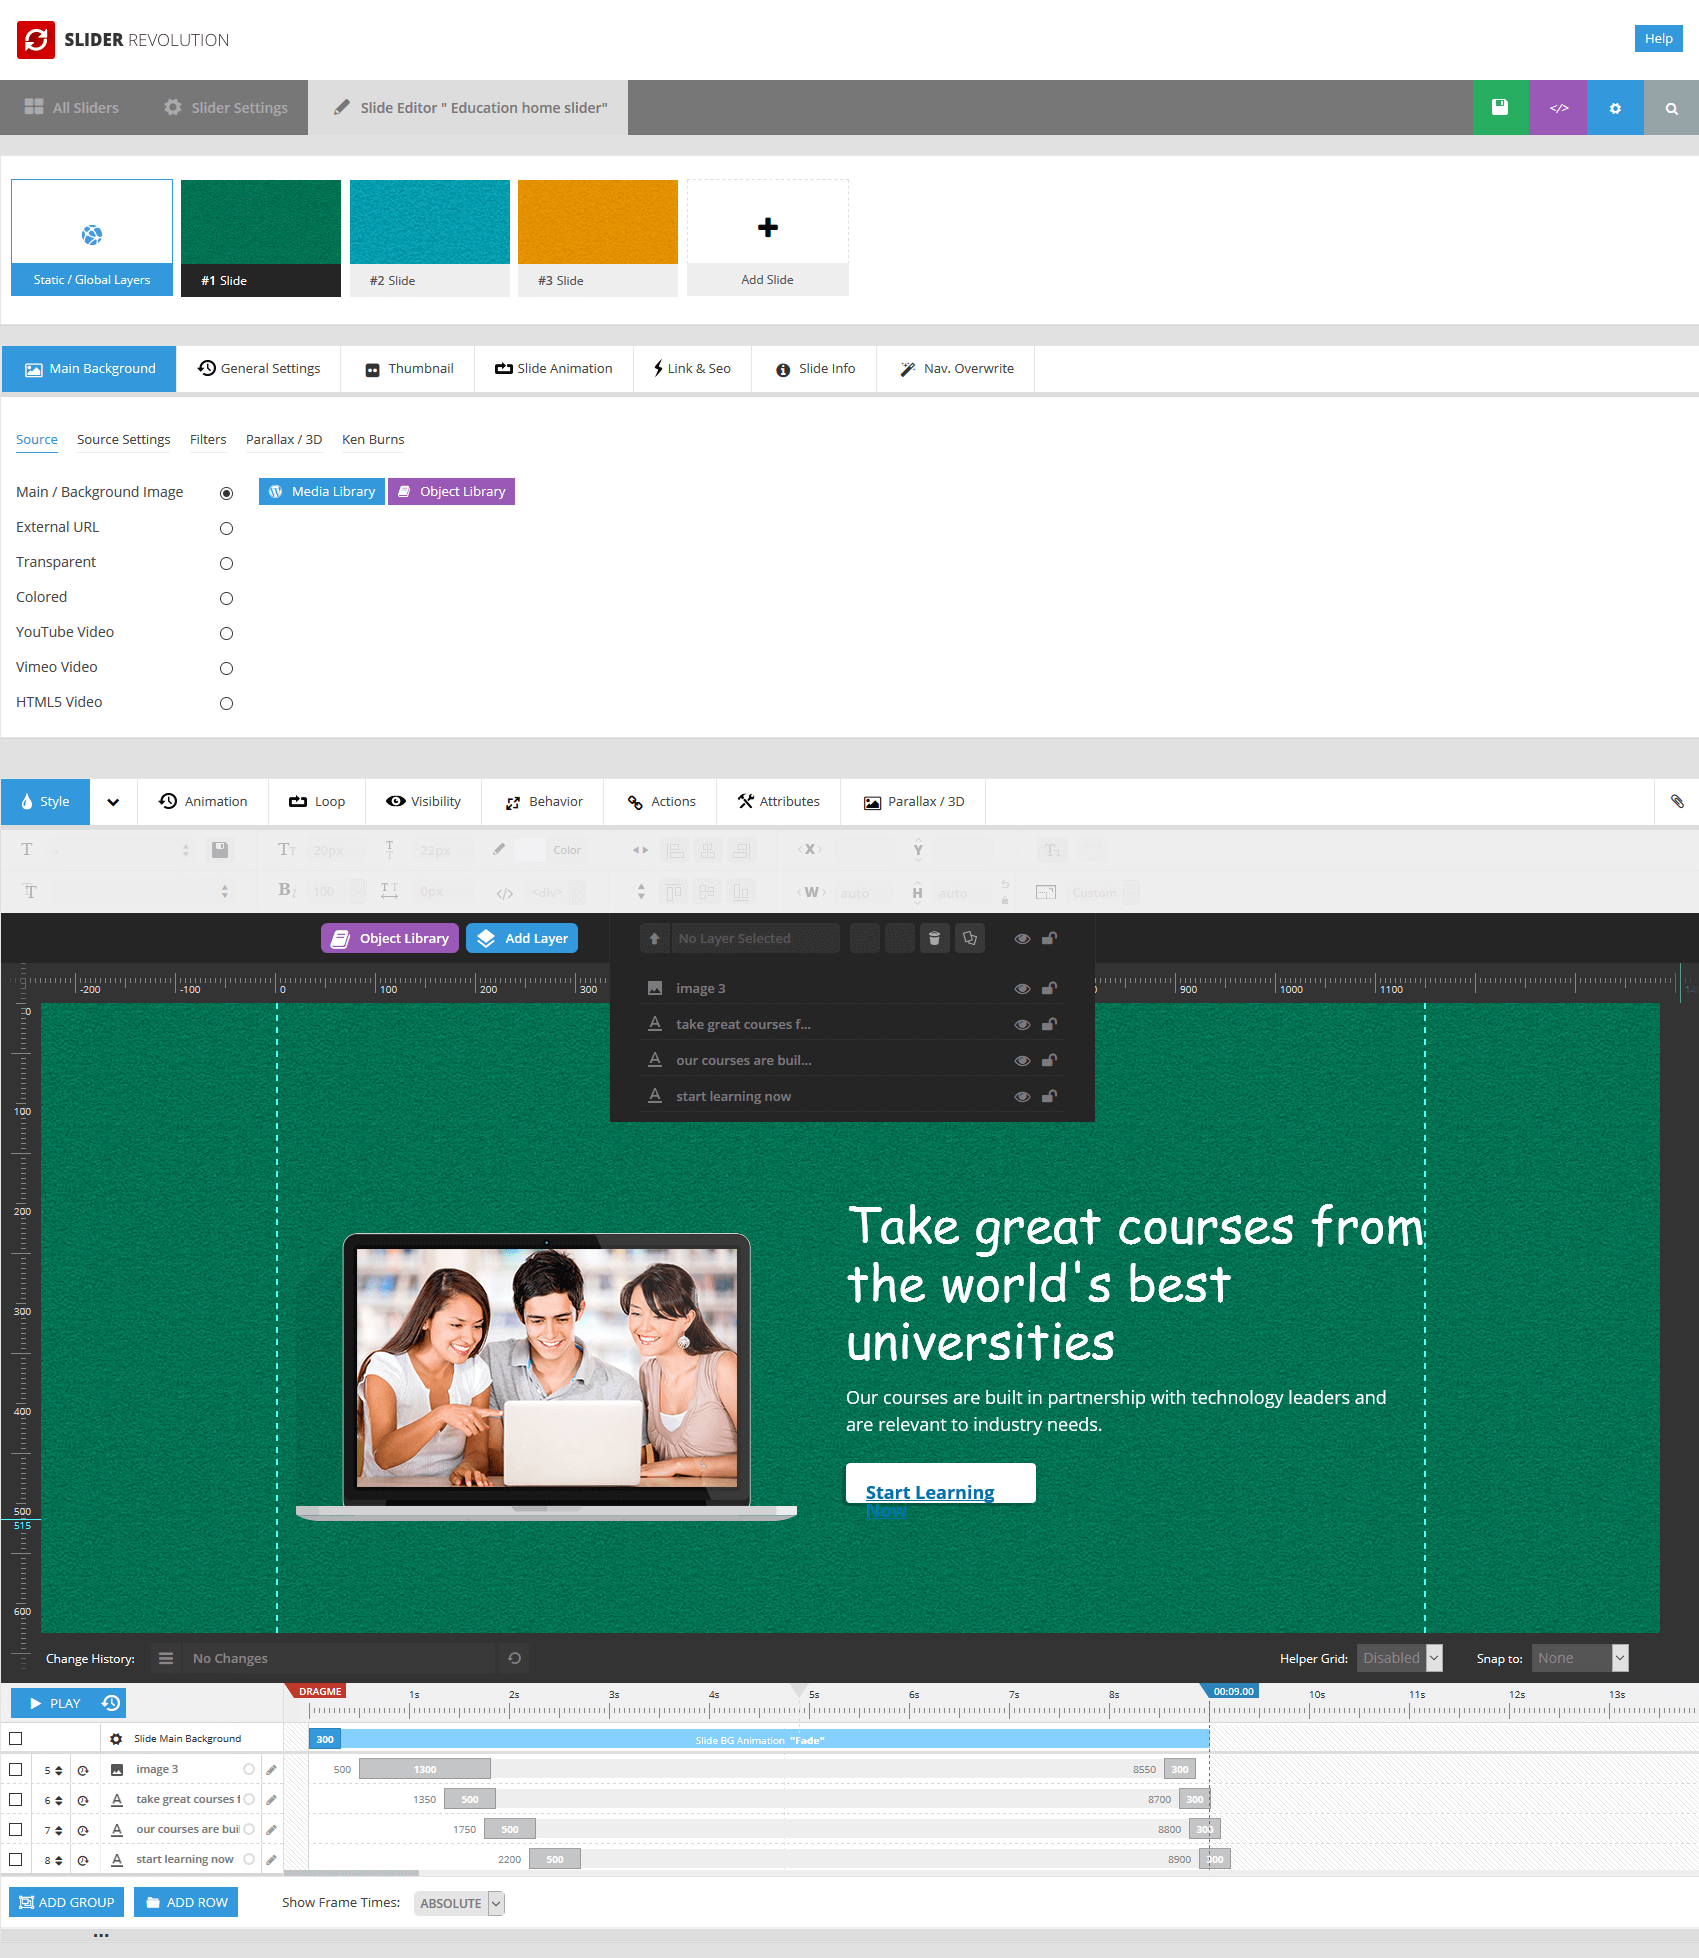 SLIDER REVOLUTION
Help
All Sliders
Slider Settings
Slide Editor " Education home slider"
</>
Static / Global Layers
#1 Slide
#2 Slide
#3 Slide
Add Slide
Main Background
General Settings
Thumbnail
Slide Animation
Link & Seo
Slide Info
Nav. Overwrite
Source
Source Settings
Filters
Parallax / 3D
Ken Burns
Main / Background Image
Media Library
Object Library
External URL
Transparent
Colored
YouTube Video
Vimeo Video
HTML5 Video
Style
Animation
Loop
Visibility
Behavior
Actions
Attributes
Parallax / 3D
20px
22px
Color
X
Y
100
0px
</>
<div>
W
auto
H
auto
Custom
Object Library
Add Layer
No Layer Selected
-200
-100
0
100
200
300
900
1000
1100
image 3
take great courses f...
our courses are buil...
start learning now
0
100
200
300
400
500
515
600
Take great courses from
the world's best
universities
Our courses are built in partnership with technology leaders and
are relevant to industry needs.
Start Learning
Now
Change History:
No Changes
Helper Grid:
Disabled
Snap to:
None
PLAY
DRAGME
1s
2s
3s
4s
5s
6s
7s
8s
00:09.00
10s
11s
12s
13s
Slide Main Background
300
Slide BG Animation "Fade"
5
image 3
500
1300
8550
300
6
take great courses f
1350
500
8700
300
7
our courses are buil
1750
500
8800
300
8
start learning now
2200
500
8900
300
ADD GROUP
ADD ROW
Show Frame Times:
ABSOLUTE
...